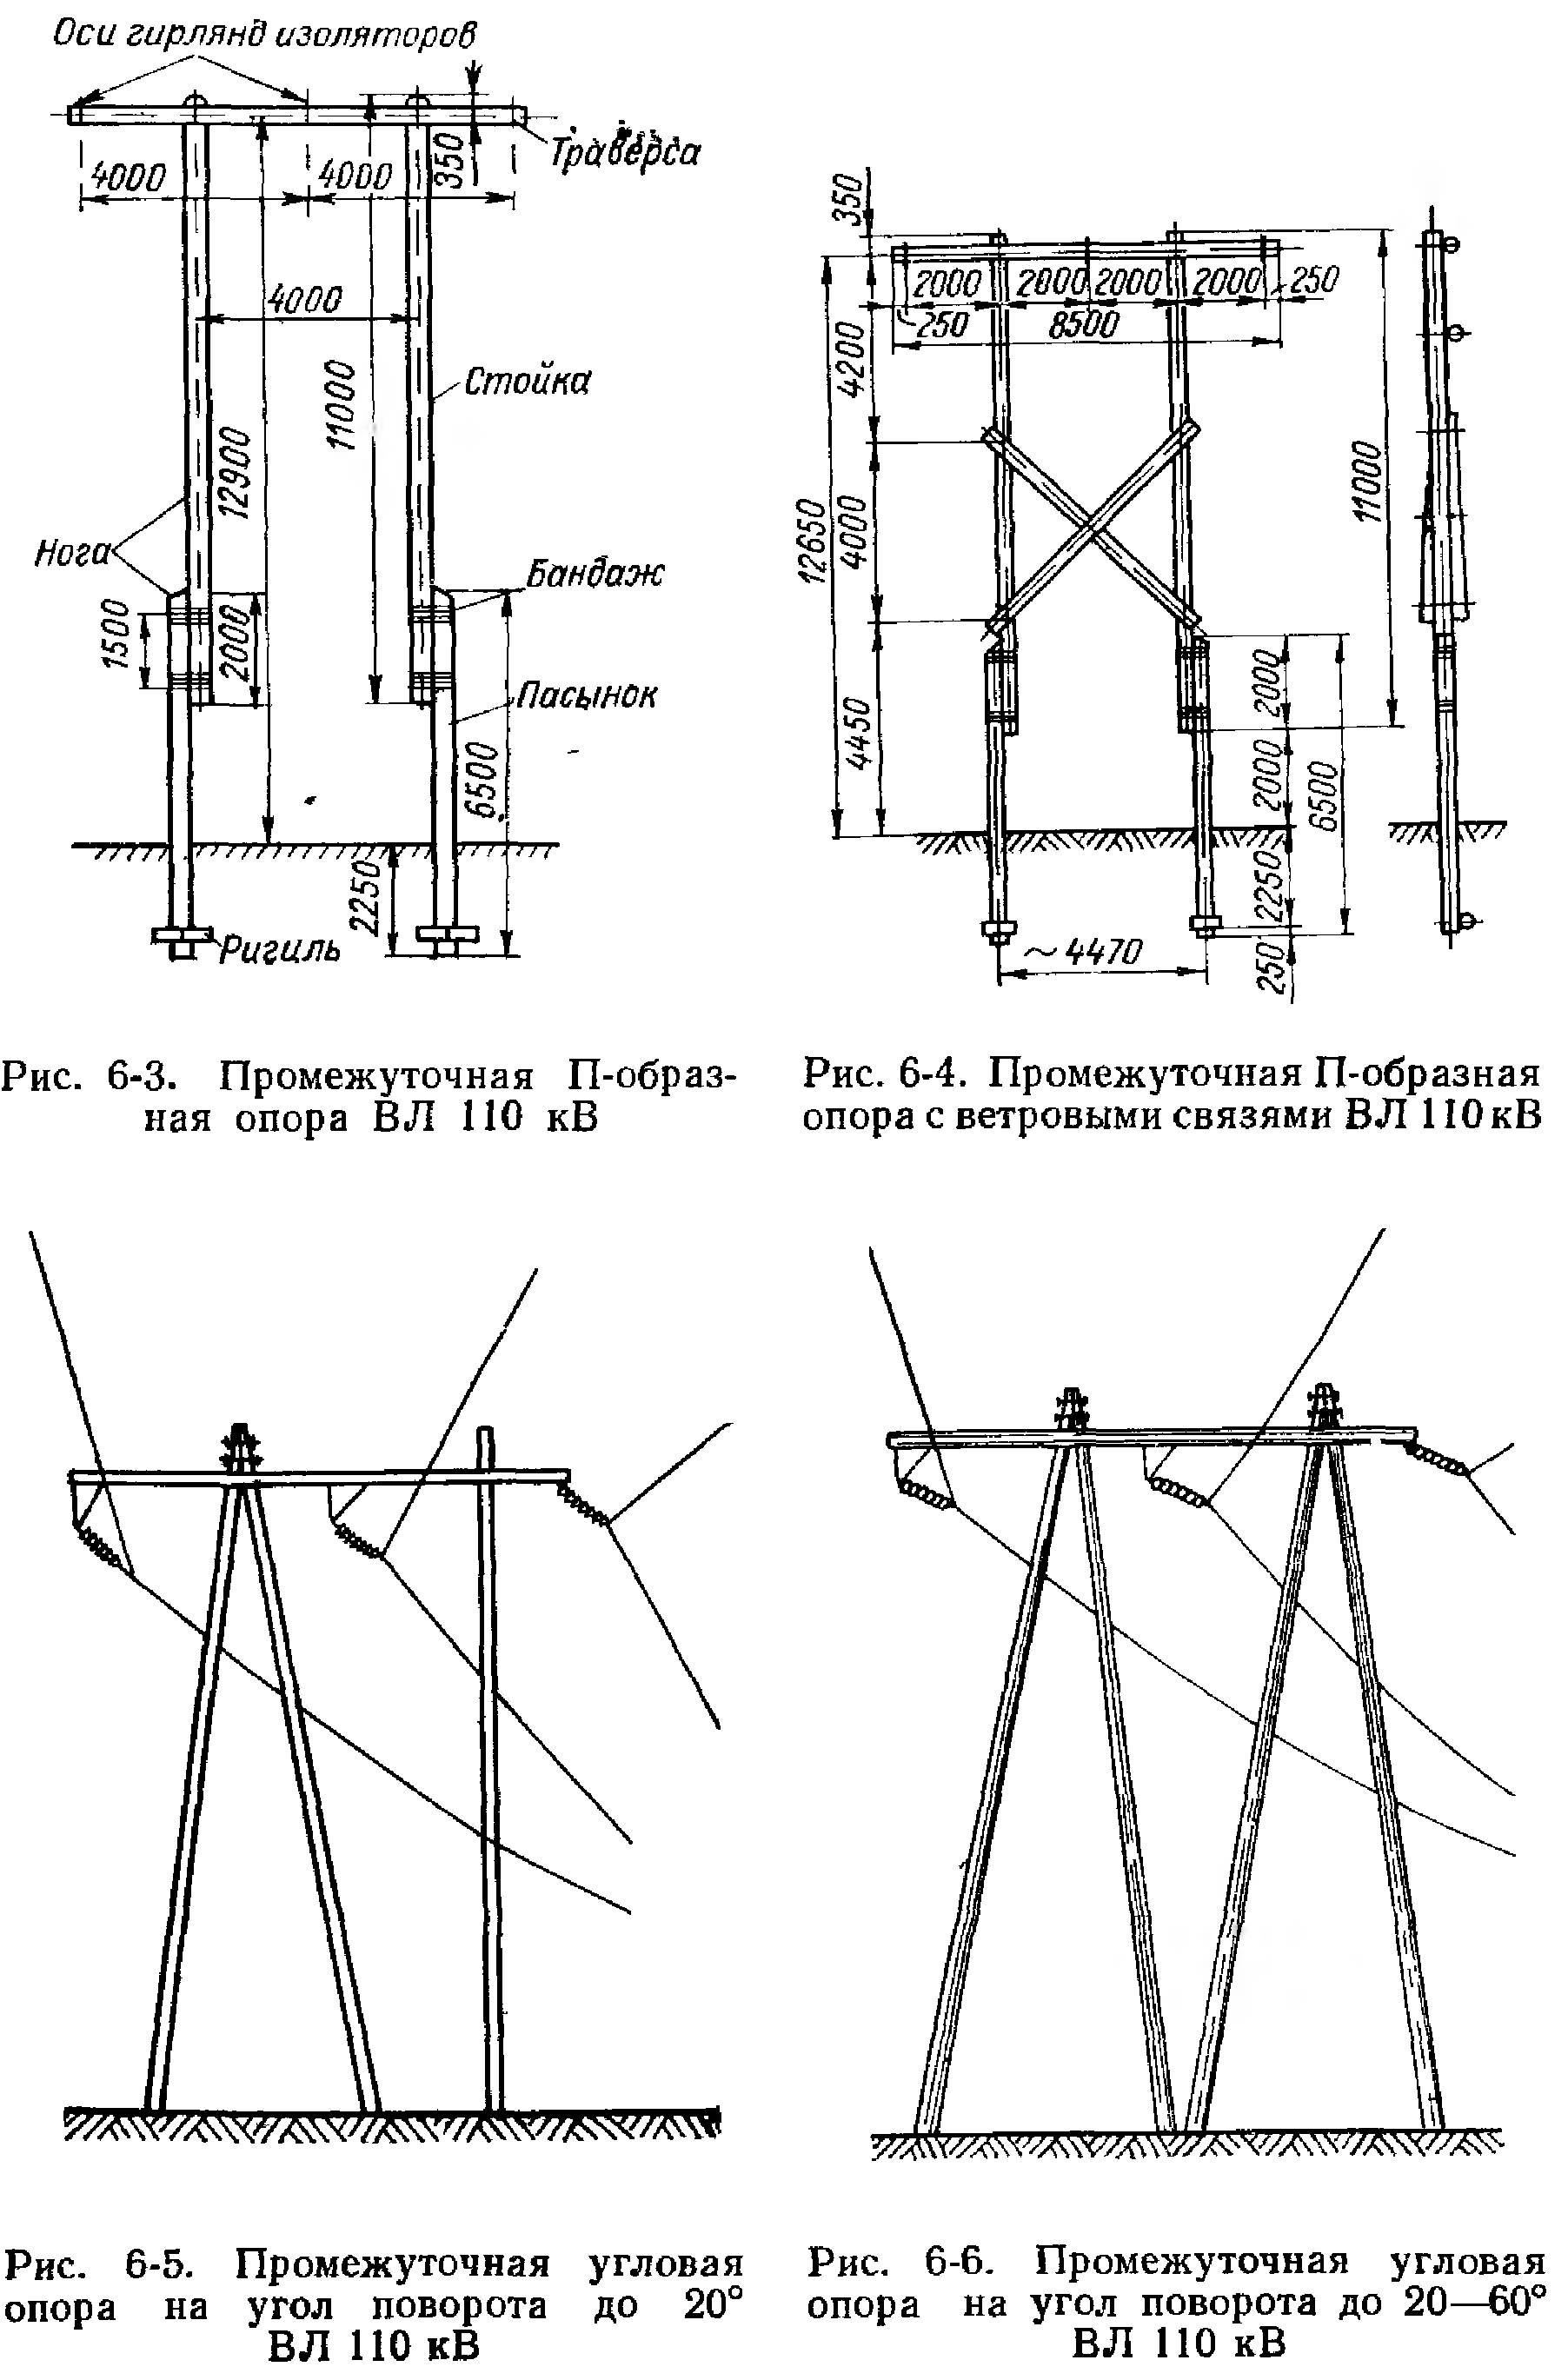 Оси гирлянд изоляторов
350
Траверса
4000
4000
4000
Стойка
11000
12900
Нога
Бандаж
1500
2000
Пасынок
6500
2250
Ригиль
350
2000
2000
2000
2000
250
250
8500
4200
11000
12650
4000
2000
4450
2000
6500
2250
~4470
250
Рис. 6-3. Промежуточная П-образ-
ная опора ВЛ 110 кВ
Рис. 6-4. Промежуточная П-образная
опора с ветровыми связями ВЛ 110 кВ
Рис. 6-5. Промежуточная угловая
опора на угол поворота до 20°
ВЛ 110 кВ
Рис. 6-6. Промежуточная угловая
опора на угол поворота до 20—60°
ВЛ 110 кВ